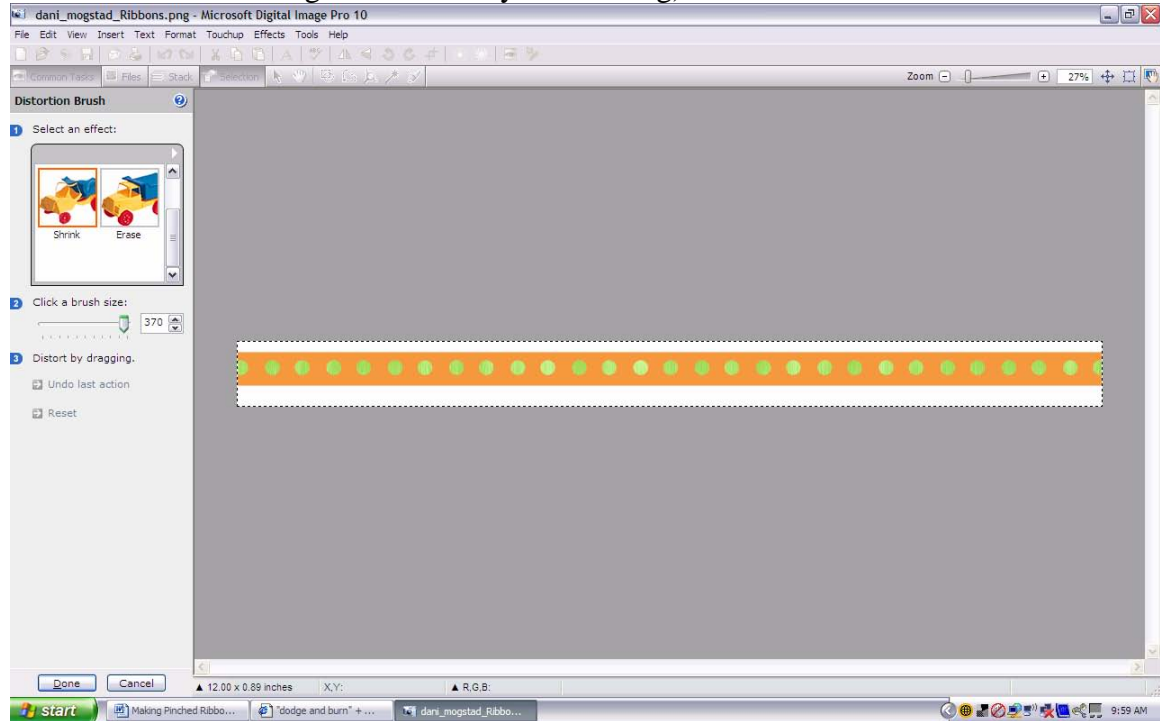 dani_mogstad_Ribbons.png - Microsoft Digital Image Pro 10
File Edit View Insert Text Format Touchup Effects Tools Help
Common Tasks Files Stack Selection Zoom 27%
Distortion Brush
1 Select an effect:
Shrink Erase
2 Click a brush size:
370
3 Distort by dragging.
Undo last action
Reset
Done Cancel
12.00 x 0.89 inches X,Y: R,G,B:
start Making Pinched Ribbo... "dodge and burn" + ... dani_mogstad_Ribbo... 9:59 AM